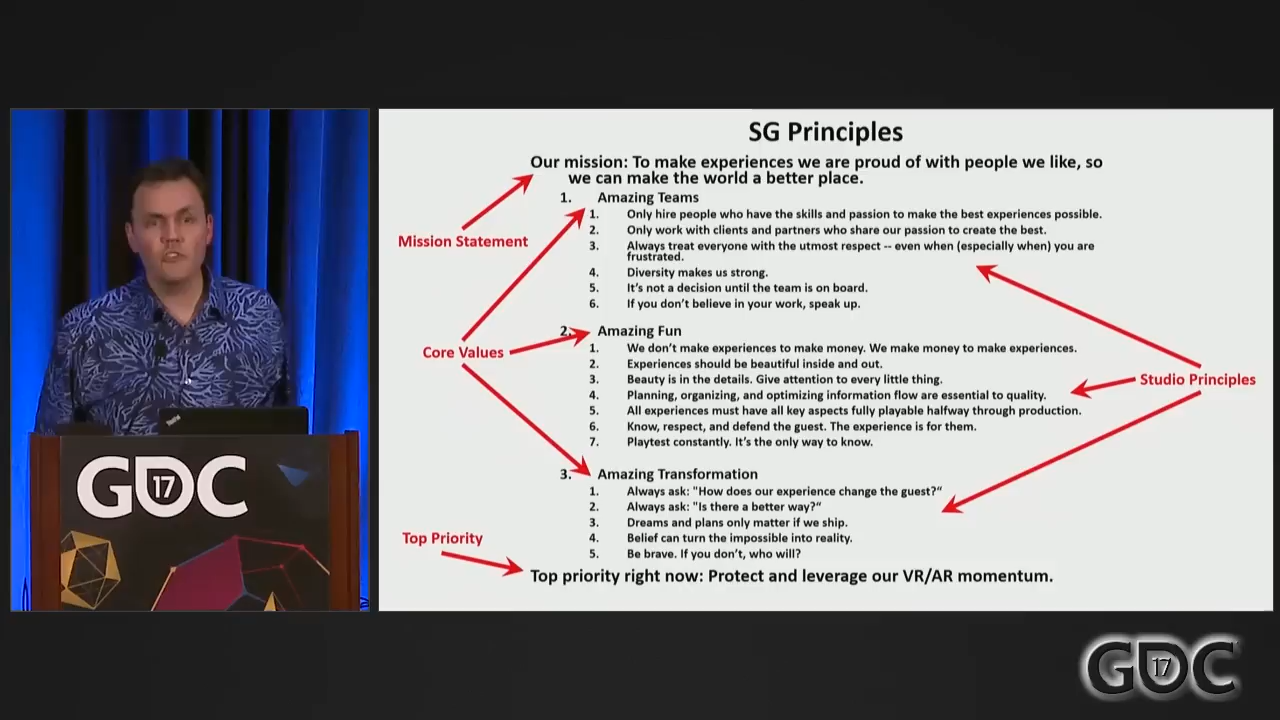 SG Principles
Our mission: To make experiences we are proud of with people we like, so
we can make the world a better place.
Mission Statement
1. Amazing Teams
1. Only hire people who have the skills and passion to make the best experiences possible.
2. Only work with clients and partners who share our passion to create the best.
3. Always treat everyone with the utmost respect -- even when (especially when) you are
frustrated.
4. Diversity makes us strong.
5. It's not a decision until the team is on board.
6. If you don't believe in your work, speak up.
Core Values
2. Amazing Fun
1. We don't make experiences to make money. We make money to make experiences.
2. Experiences should be beautiful inside and out.
3. Beauty is in the details. Give attention to every little thing.
4. Planning, organizing, and optimizing information flow are essential to quality.
5. All experiences must have all key aspects fully playable halfway through production.
6. Know, respect, and defend the guest. The experience is for them.
7. Playtest constantly. It's the only way to know.
Studio Principles
3. Amazing Transformation
1. Always ask: "How does our experience change the guest?"
2. Always ask: "Is there a better way?"
3. Dreams and plans only matter if we ship.
4. Belief can turn the impossible into reality.
5. Be brave. If you don't, who will?
Top Priority
Top priority right now: Protect and leverage our VR/AR momentum.
ThinkPad
GDC 17
GDC 17